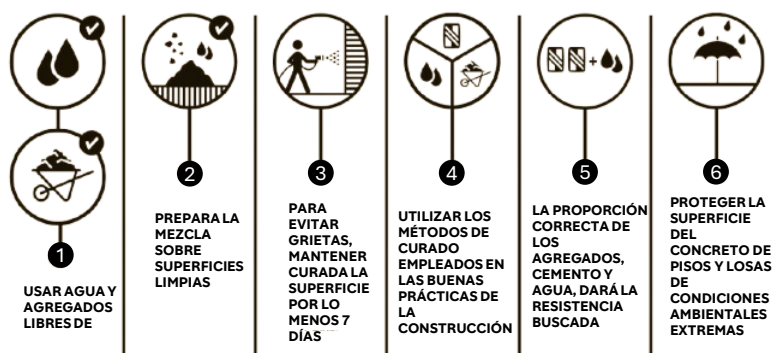 1
USAR AGUA Y
AGREGADOS
LIBRES DE
2
PREPARA LA
MEZCLA
SOBRE
SUPERFICIES
LIMPIAS
3
PARA
EVITAR
GRIETAS,
MANTENER
CURADA LA
SUPERFICIE
POR LO
MENOS 7
DÍAS
4
UTILIZAR LOS
MÉTODOS DE
CURADO
EMPLEADOS EN
LAS BUENAS
PRÁCTICAS DE
LA
CONSTRUCCIÓN
5
LA PROPORCIÓN
CORRECTA DE
LOS
AGREGADOS,
CEMENTO Y
AGUA, DARÁ LA
RESISTENCIA
BUSCADA
6
PROTEGER LA
SUPERFICIE
DEL
CONCRETO DE
PISOS Y LOSAS
DE
CONDICIONES
AMBIENTALES
EXTREMAS